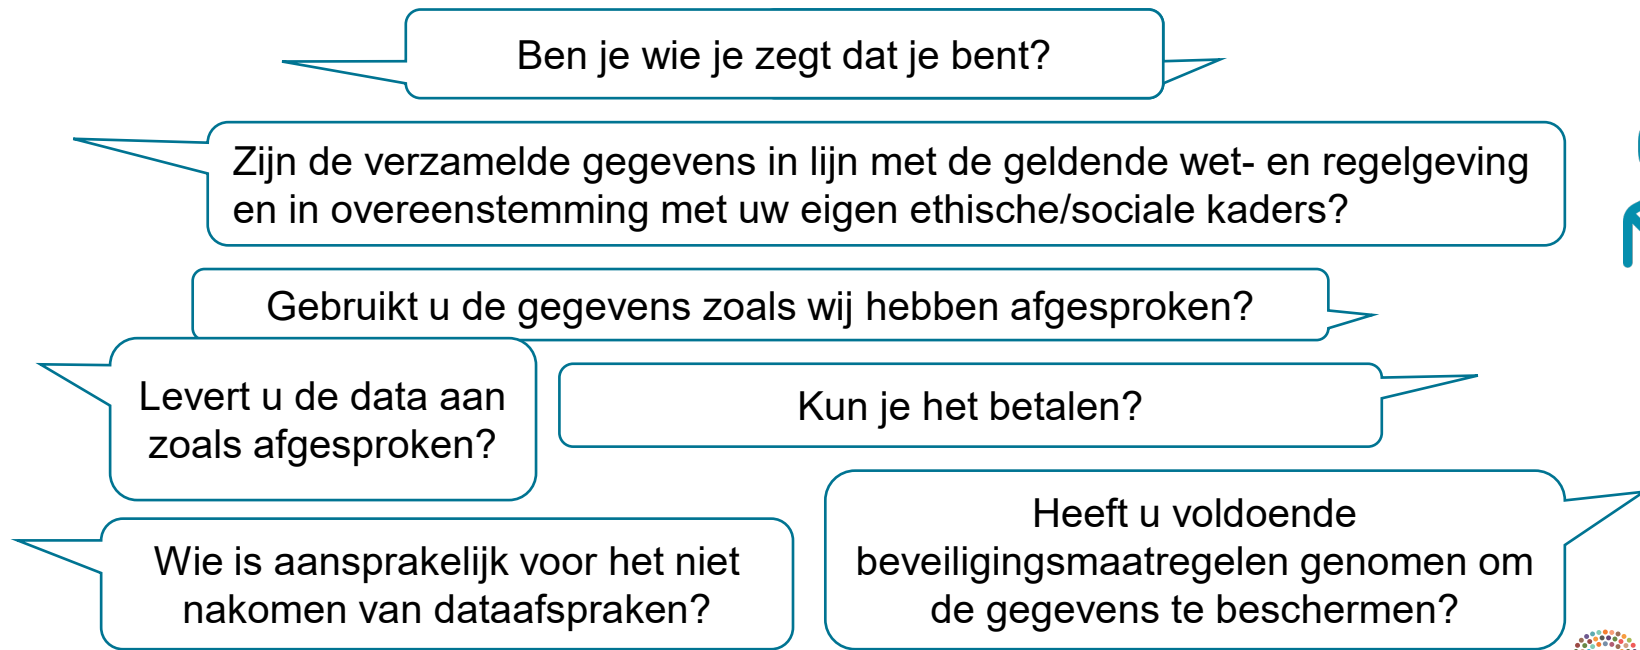 Ben je wie je zegt dat je bent?
Zijn de verzamelde gegevens in lijn met de geldende wet- en regelgeving
en in overeenstemming met uw eigen ethische/sociale kaders?
Gebruikt u de gegevens zoals wij hebben afgesproken?
Levert u de data aan
zoals afgesproken?
Kun je het betalen?
Wie is aansprakelijk voor het niet
nakomen van dataafspraken?
Heeft u voldoende
beveiligingsmaatregelen genomen om
de gegevens te beschermen?